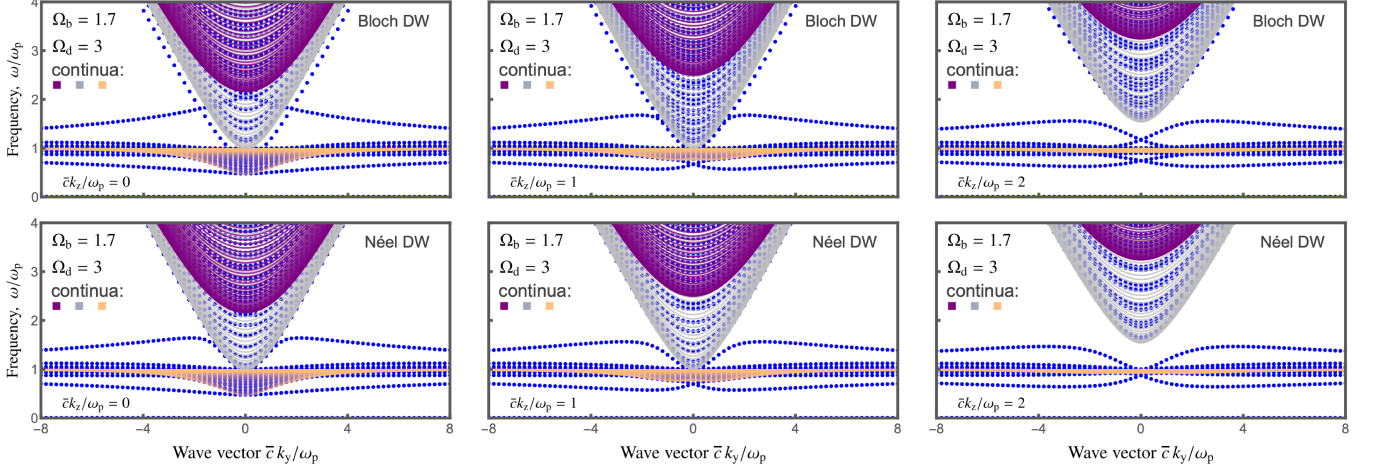 Ω_b = 1.7
Bloch DW
Ω_d = 3
continua:
c̄k_z/ω_p = 0
Frequency, ω/ω_p
4
3
2
1
0
Ω_b = 1.7
Bloch DW
Ω_d = 3
continua:
c̄k_z/ω_p = 1
Ω_b = 1.7
Bloch DW
Ω_d = 3
continua:
c̄k_z/ω_p = 2
Ω_b = 1.7
Néel DW
Ω_d = 3
continua:
c̄k_z/ω_p = 0
Frequency, ω/ω_p
4
3
2
1
0
-8 -4 0 4 8
Wave vector c̄ k_y/ω_p
Ω_b = 1.7
Néel DW
Ω_d = 3
continua:
c̄k_z/ω_p = 1
-8 -4 0 4 8
Wave vector c̄ k_y/ω_p
Ω_b = 1.7
Néel DW
Ω_d = 3
continua:
c̄k_z/ω_p = 2
-8 -4 0 4 8
Wave vector c̄ k_y/ω_p